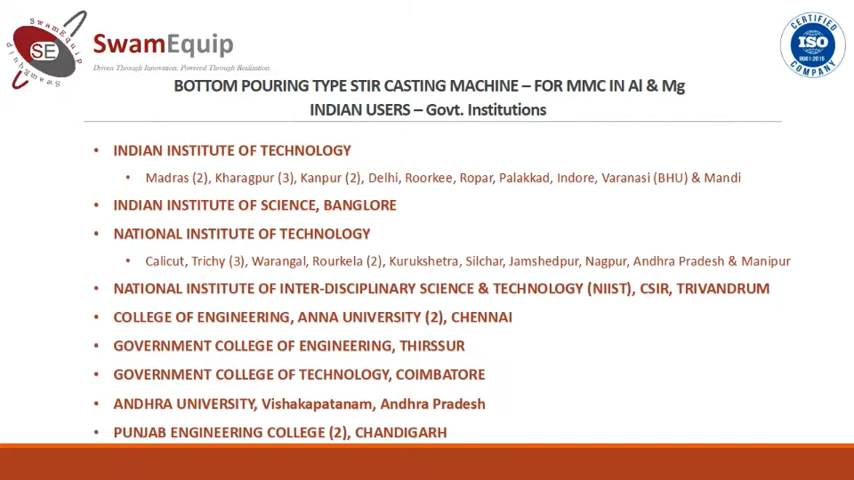 SwamEquip
SE
SwamEquip
Driven Through Innovation. Powered Through Realization.
CERTIFIED
ISO
9001:2015
COMPANY
BOTTOM POURING TYPE STIR CASTING MACHINE – FOR MMC IN Al & Mg
INDIAN USERS – Govt. Institutions
• INDIAN INSTITUTE OF TECHNOLOGY
• Madras (2), Kharagpur (3), Kanpur (2), Delhi, Roorkee, Ropar, Palakkad, Indore, Varanasi (BHU) & Mandi
• INDIAN INSTITUTE OF SCIENCE, BANGLORE
• NATIONAL INSTITUTE OF TECHNOLOGY
• Calicut, Trichy (3), Warangal, Rourkela (2), Kurukshetra, Silchar, Jamshedpur, Nagpur, Andhra Pradesh & Manipur
• NATIONAL INSTITUTE OF INTER-DISCIPLINARY SCIENCE & TECHNOLOGY (NIIST), CSIR, TRIVANDRUM
• COLLEGE OF ENGINEERING, ANNA UNIVERSITY (2), CHENNAI
• GOVERNMENT COLLEGE OF ENGINEERING, THIRSSUR
• GOVERNMENT COLLEGE OF TECHNOLOGY, COIMBATORE
• ANDHRA UNIVERSITY, Vishakapatanam, Andhra Pradesh
• PUNJAB ENGINEERING COLLEGE (2), CHANDIGARH